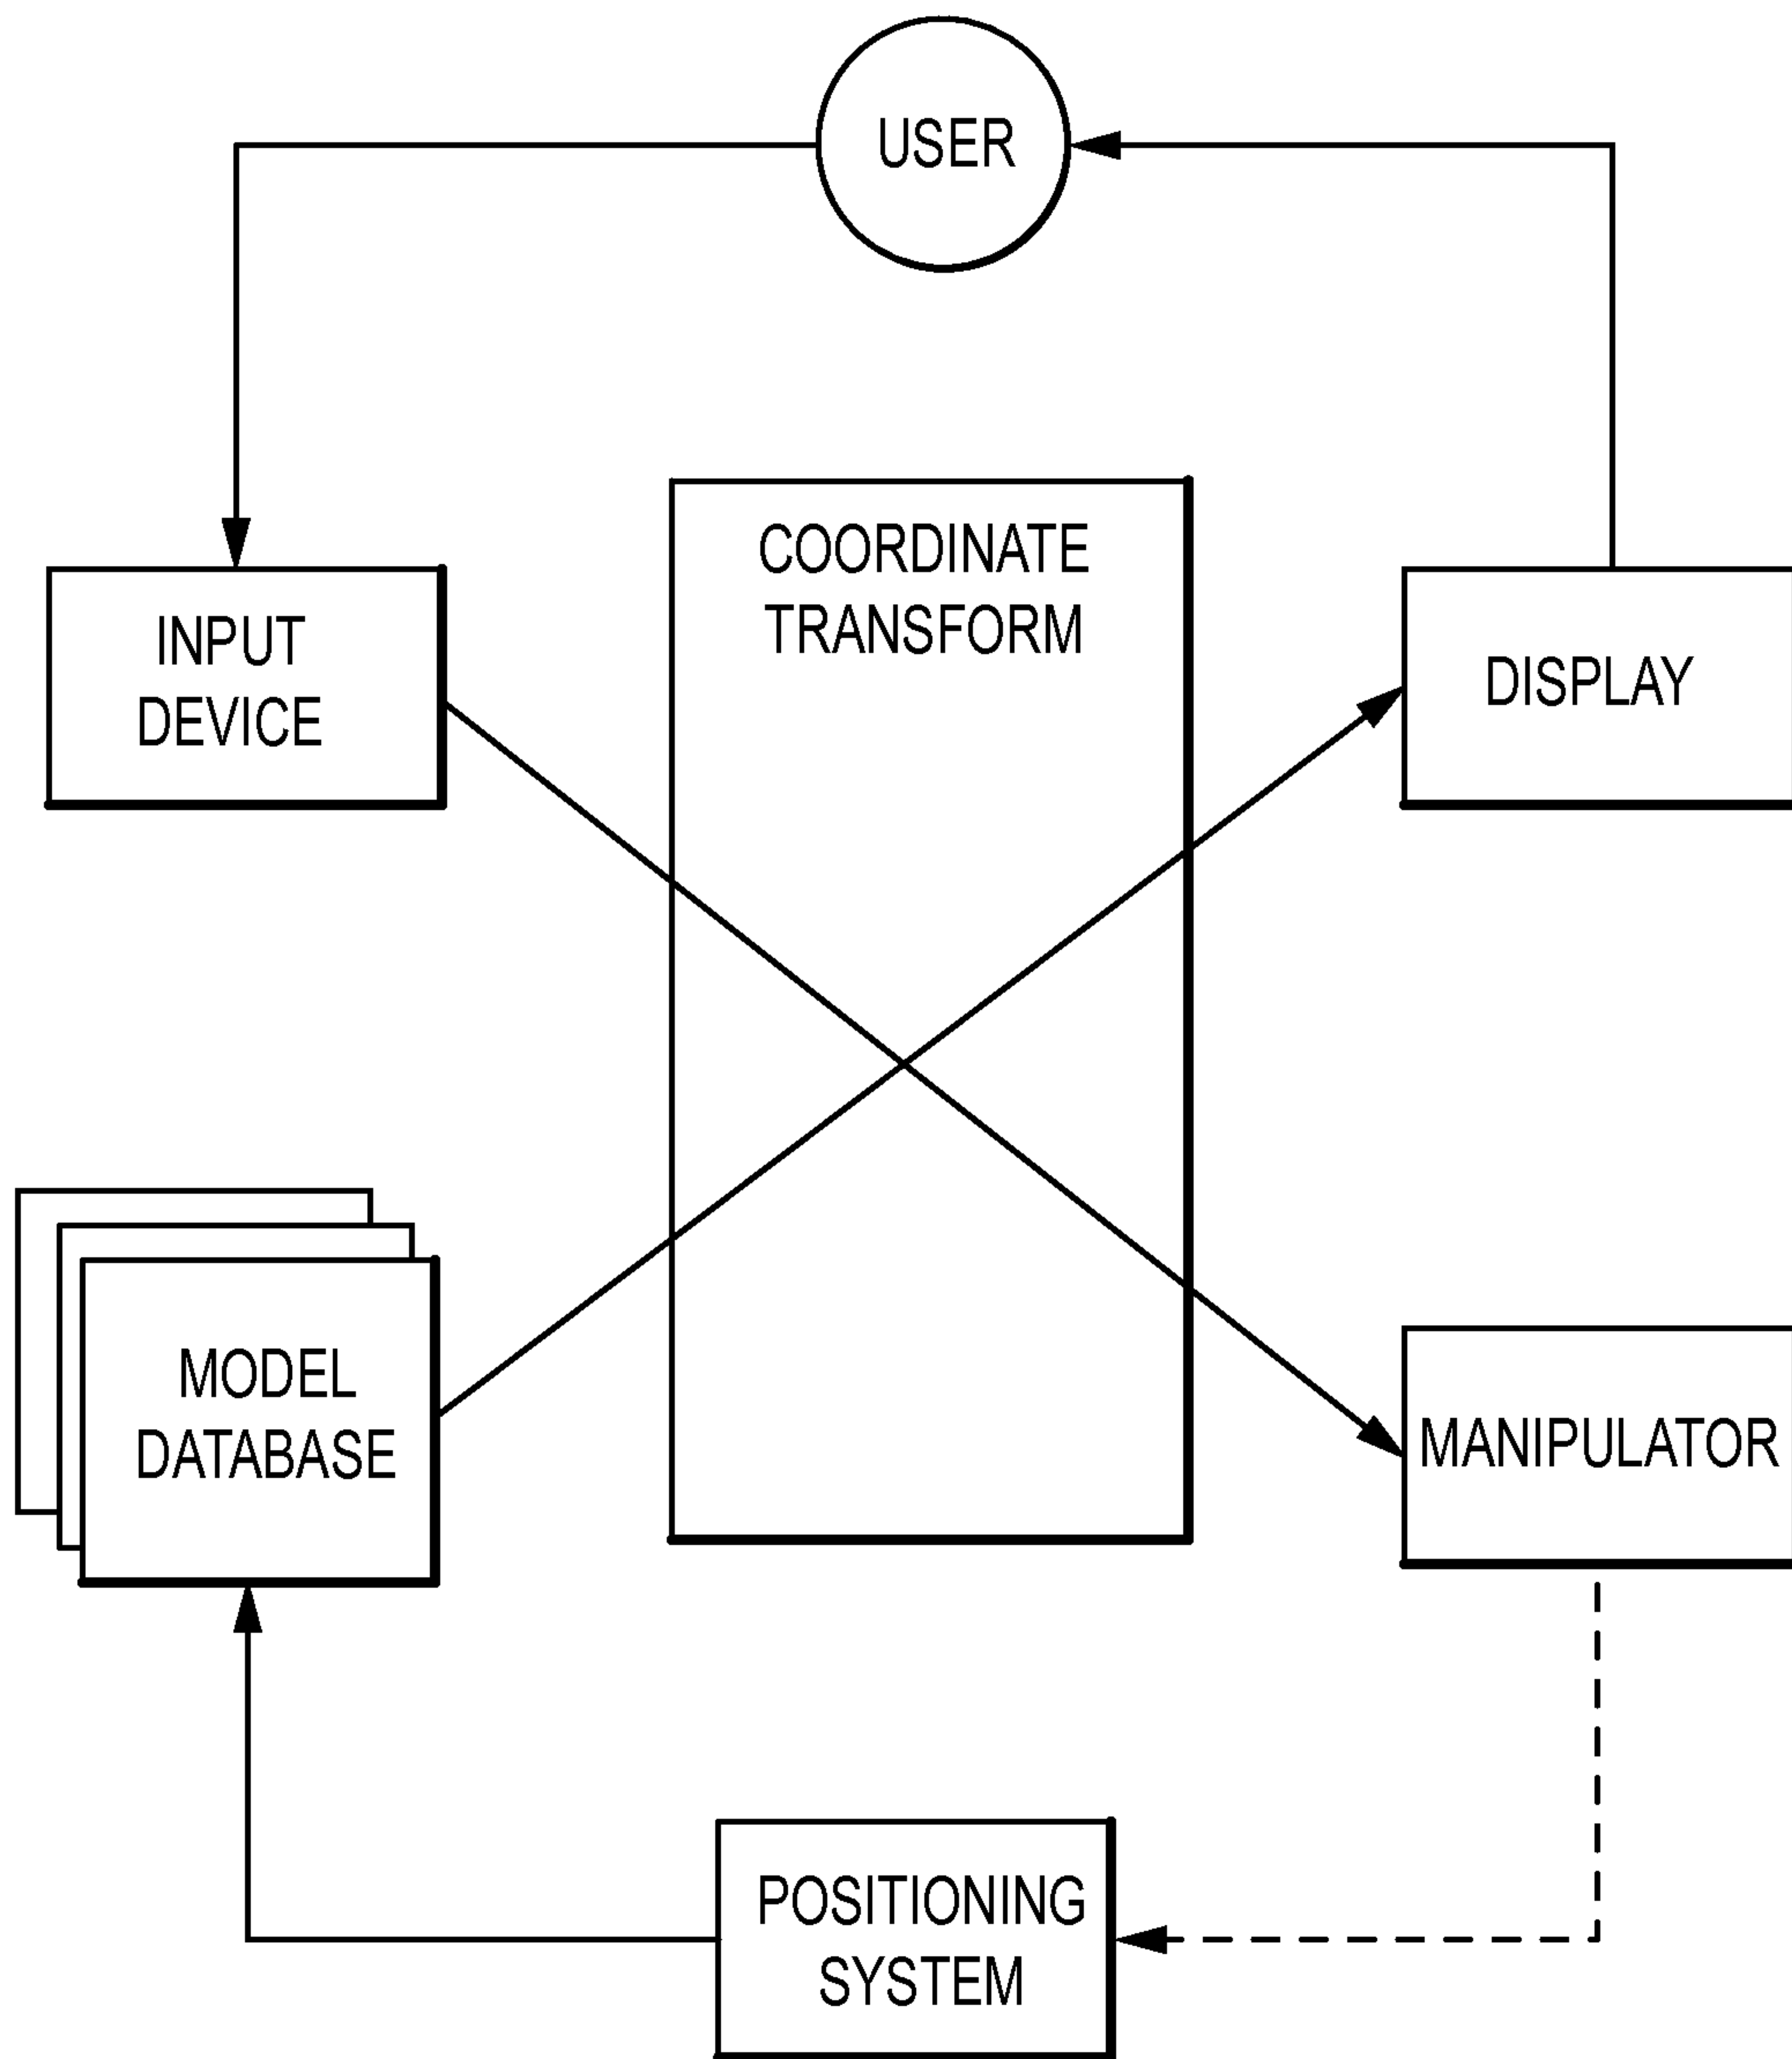 USER
COORDINATE
TRANSFORM
INPUT
DEVICE
DISPLAY
MODEL
DATABASE
MANIPULATOR
POSITIONING
SYSTEM